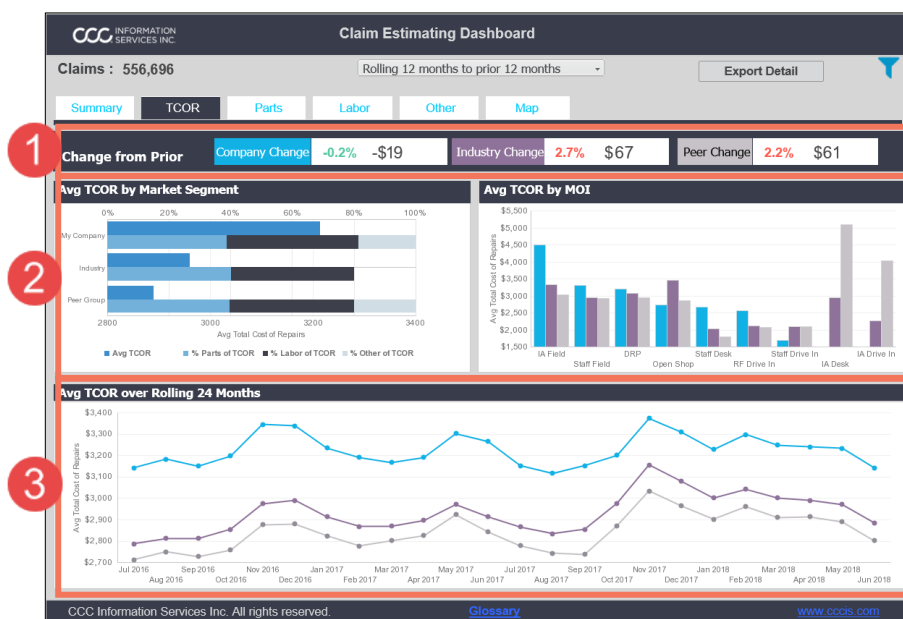 CCC INFORMATION SERVICES INC.
Claim Estimating Dashboard
Claims : 556,696
Rolling 12 months to prior 12 months
Export Detail
Summary TCOR Parts Labor Other Map
1
Change from Prior Company Change -0.2% -$19 Industry Change 2.7% $67 Peer Change 2.2% $61
2
Avg TCOR by Market Segment
0% 20% 40% 60% 80% 100%
My Company
Industry
Peer Group
2800 3000 3200 3400
Avg Total Cost of Repairs
Avg TCOR % Parts of TCOR % Labor of TCOR % Other of TCOR
Avg TCOR by MOI
Avg Total Cost of Repairs
$5,500
$5,000
$4,500
$4,000
$3,500
$3,000
$2,500
$2,000
$1,500
IA Field DRP Staff Desk Staff Drive In IA Drive In
Staff Field Open Shop RF Drive In IA Desk
3
Avg TCOR over Rolling 24 Months
Avg Total Cost of Repairs
$3,400
$3,300
$3,200
$3,100
$3,000
$2,900
$2,800
$2,700
Jul 2016 Sep 2016 Nov 2016 Jan 2017 Mar 2017 May 2017 Jul 2017 Sep 2017 Nov 2017 Jan 2018 Mar 2018 May 2018
Aug 2016 Oct 2016 Dec 2016 Feb 2017 Apr 2017 Jun 2017 Aug 2017 Oct 2017 Dec 2017 Feb 2018 Apr 2018 Jun 2018
CCC Information Services Inc. All rights reserved. Glossary www.cccis.com